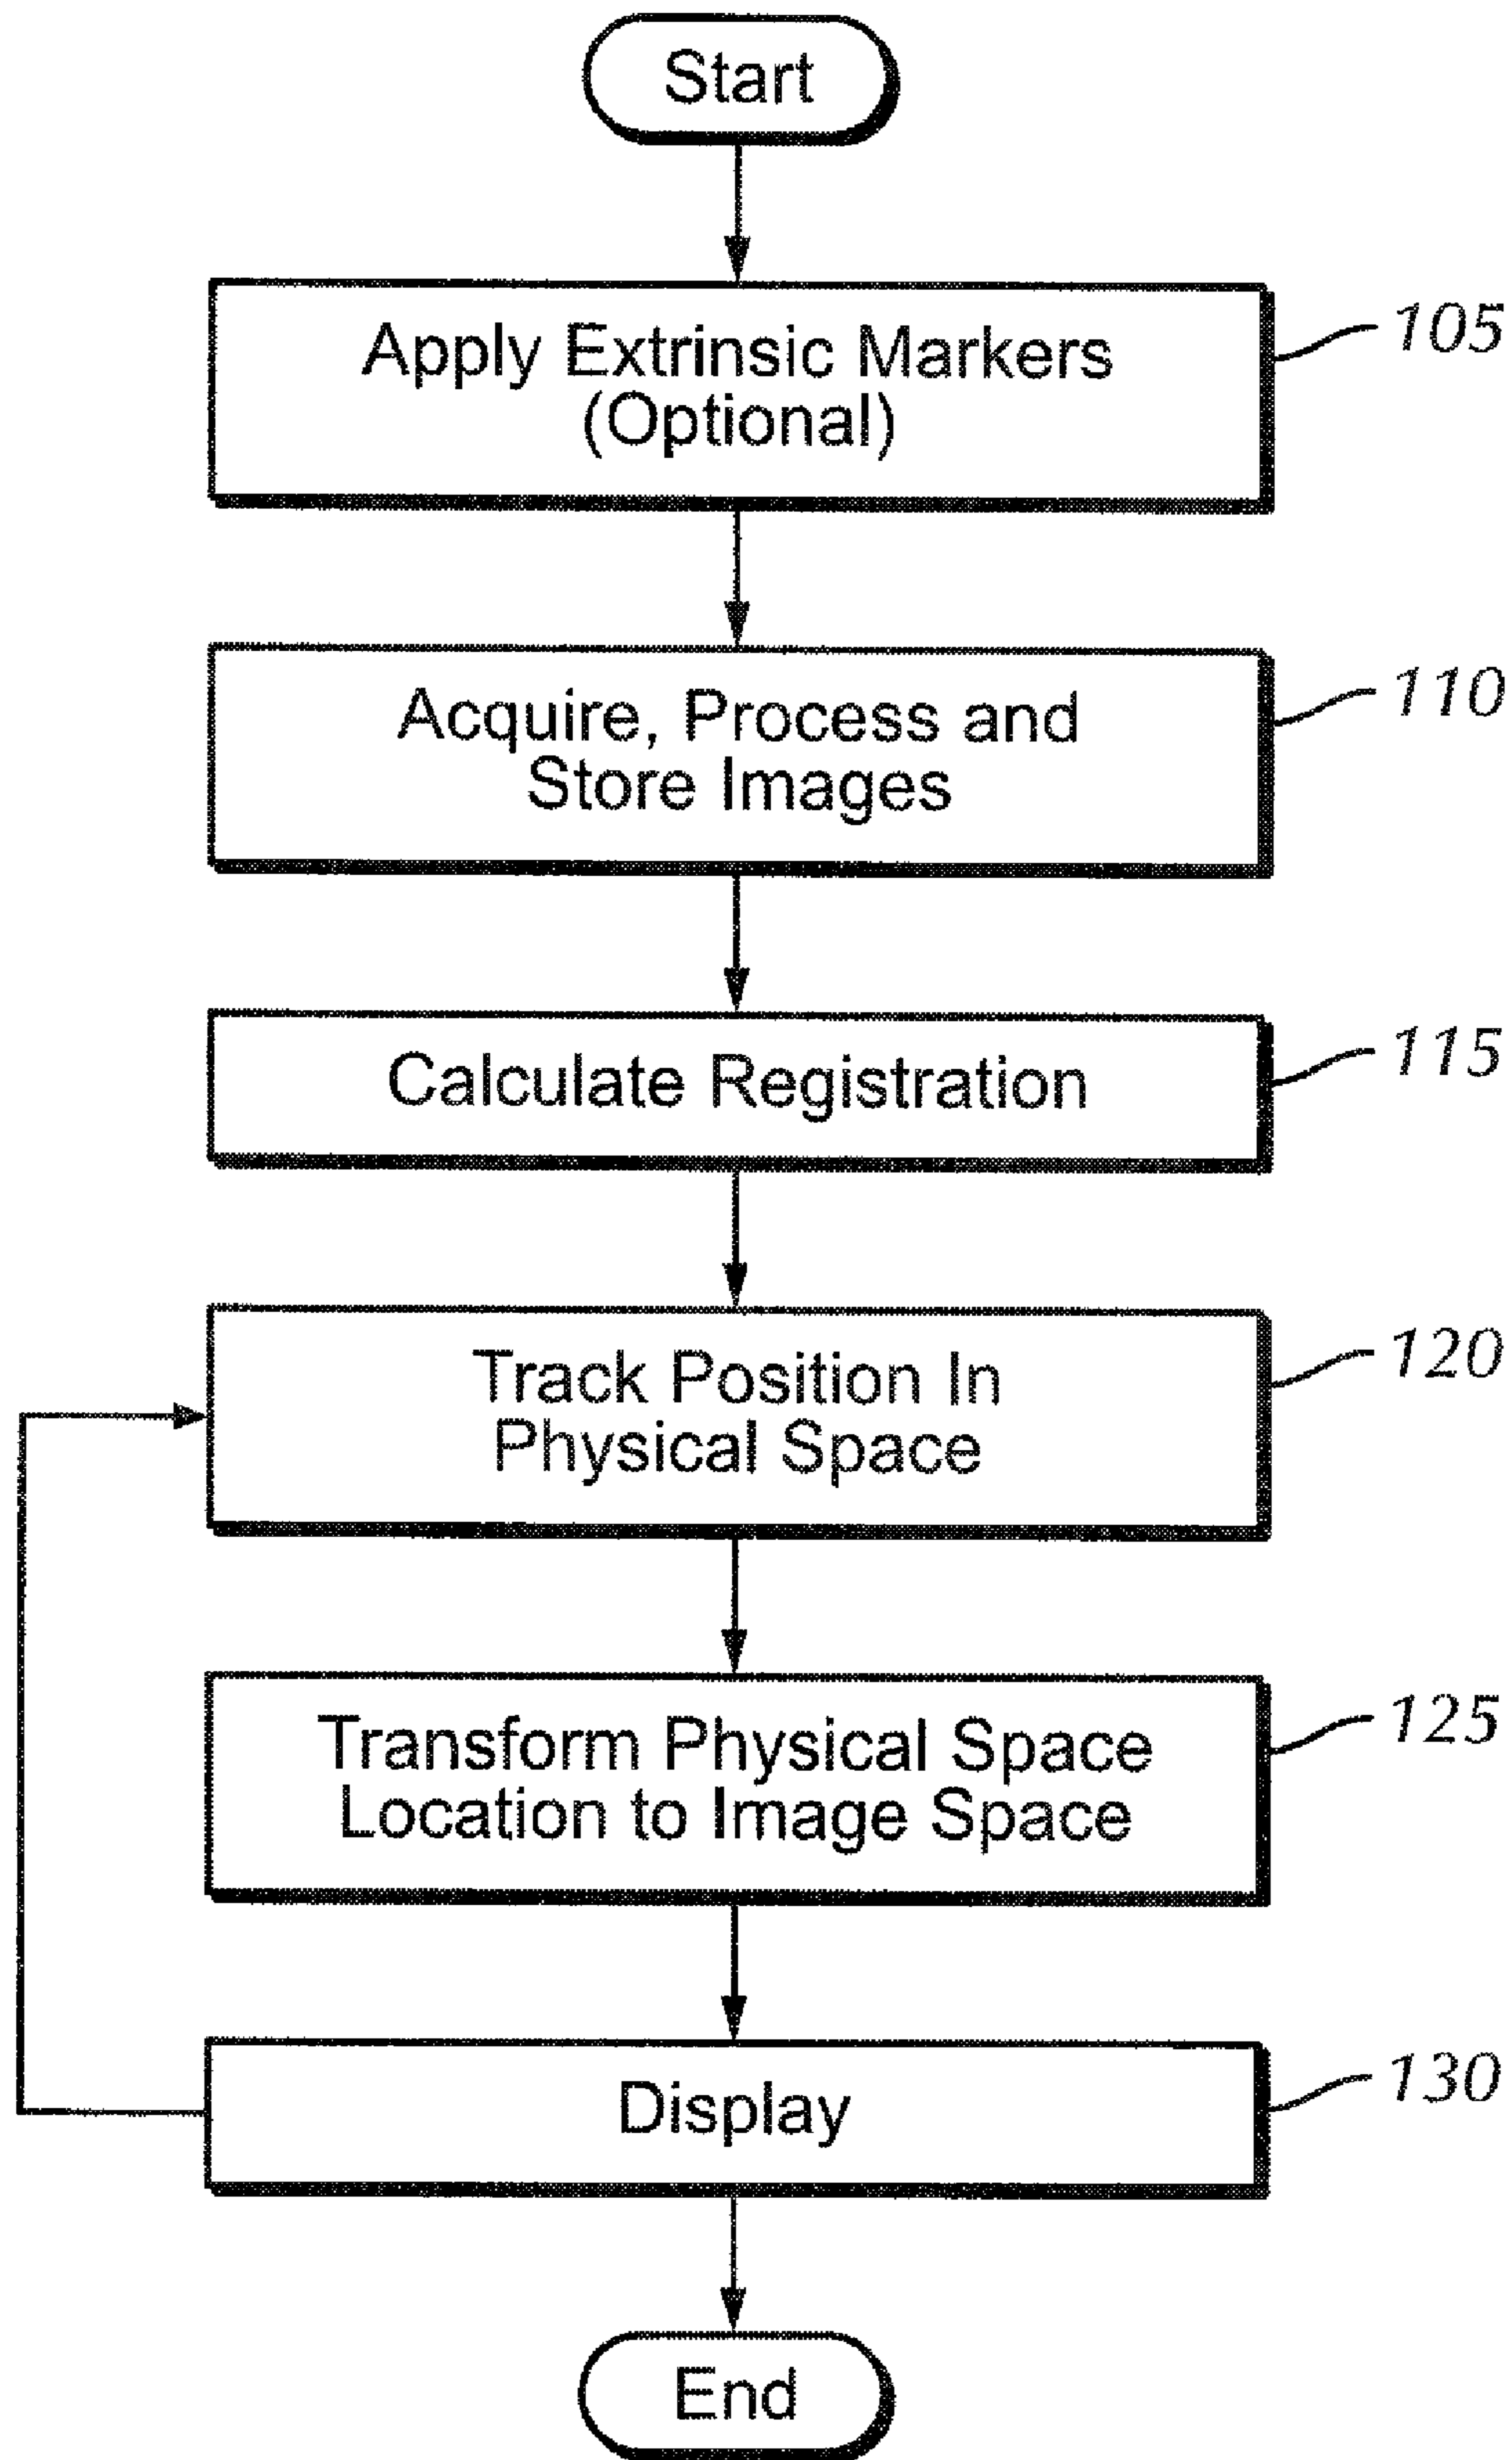 Start
Apply Extrinsic Markers
(Optional)
105
Acquire, Process and
Store Images
110
Calculate Registration
115
Track Position In
Physical Space
120
Transform Physical Space
Location to Image Space
125
Display
130
End